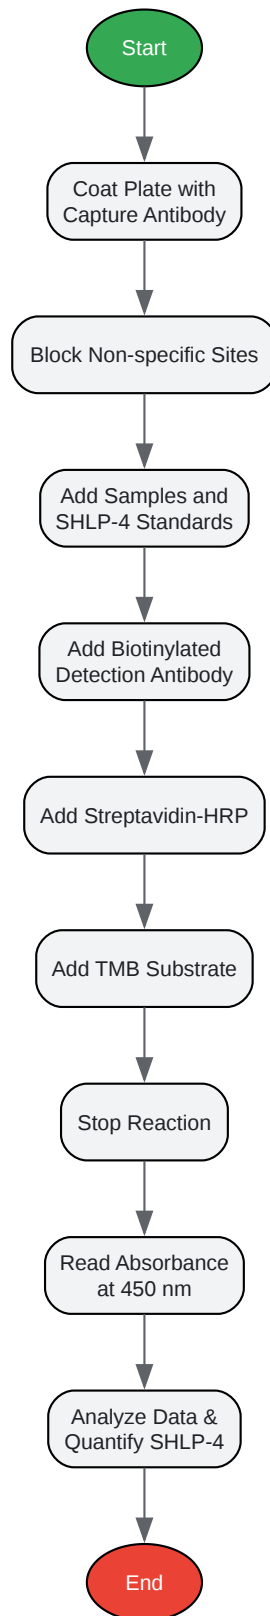 Start
Coat Plate with
Capture Antibody
Block Non-specific Sites
Add Samples and
SHLP-4 Standards
Add Biotinylated
Detection Antibody
Add Streptavidin-HRP
Add TMB Substrate
Stop Reaction
Read Absorbance
at 450 nm
Analyze Data &
Quantify SHLP-4
End